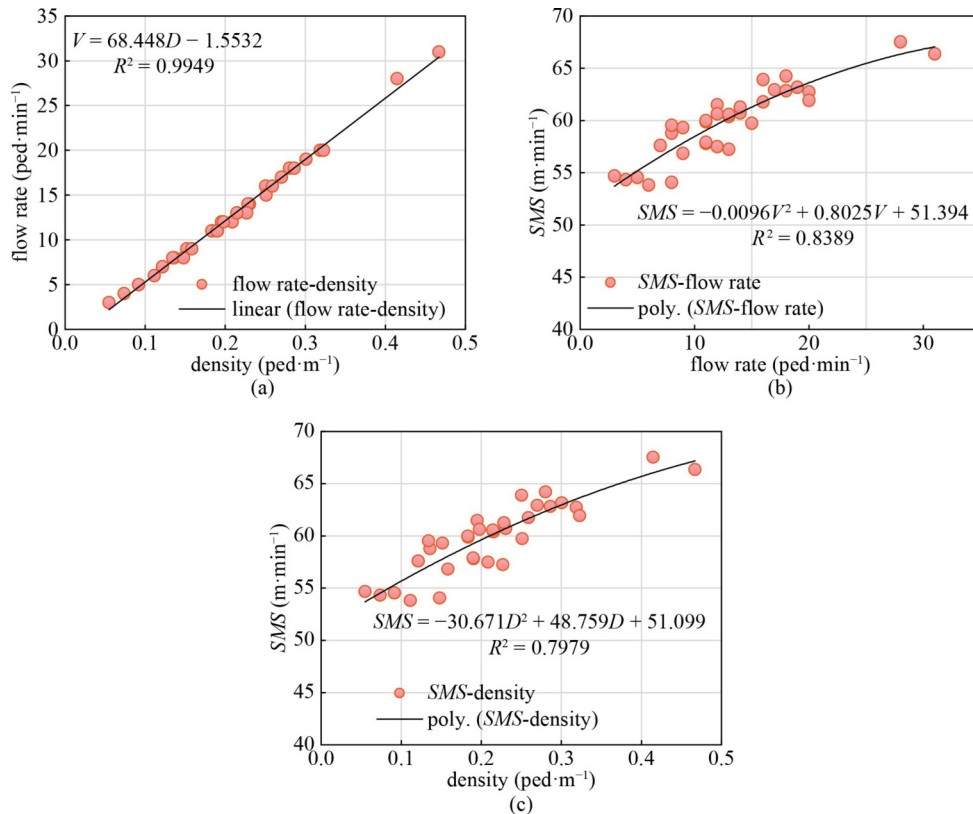 V = 68.448D − 1.5532
R² = 0.9949
flow rate (ped·min⁻¹)
35
30
25
20
15
10
5
0
flow rate-density
linear (flow rate-density)
0.0 0.1 0.2 0.3 0.4 0.5
density (ped·m⁻¹)
(a)
SMS (m·min⁻¹)
70
65
60
55
50
45
40
SMS = −0.0096V² + 0.8025V + 51.394
R² = 0.8389
SMS-flow rate
poly. (SMS-flow rate)
0 10 20 30
flow rate (ped·min⁻¹)
(b)
SMS (m·min⁻¹)
70
65
60
55
50
45
40
SMS = −30.671D² + 48.759D + 51.099
R² = 0.7979
SMS-density
poly. (SMS-density)
0.0 0.1 0.2 0.3 0.4 0.5
density (ped·m⁻¹)
(c)